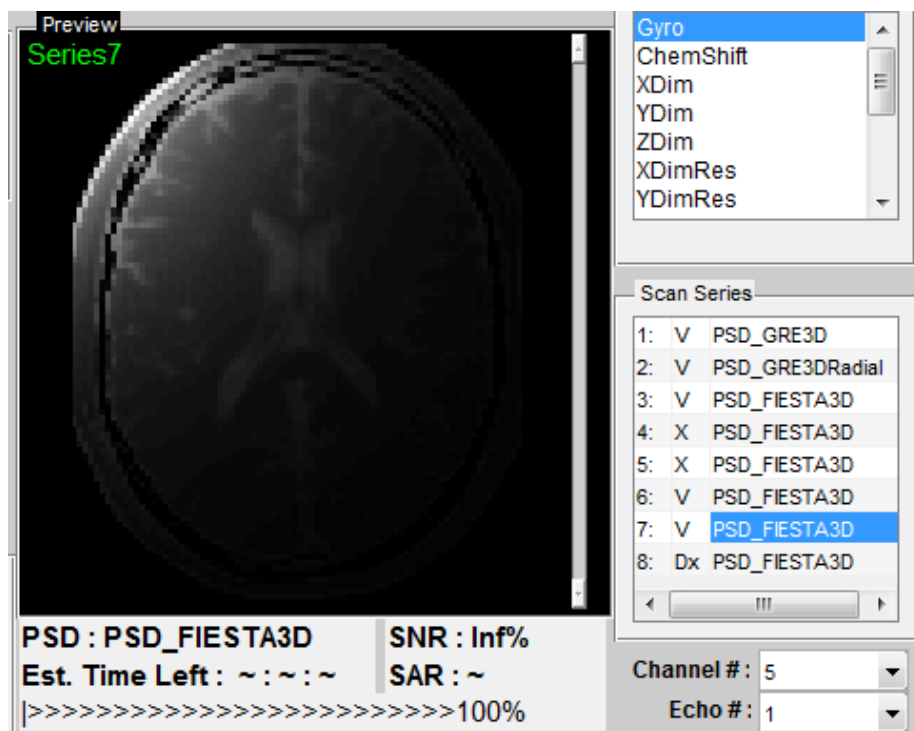 Preview
Series7
Gyro
ChemShift
XDim
YDim
ZDim
XDimRes
YDimRes
Scan Series
1: V PSD_GRE3D
2: V PSD_GRE3DRadial
3: V PSD_FIESTA3D
4: X PSD_FIESTA3D
5: X PSD_FIESTA3D
6: V PSD_FIESTA3D
7: V PSD_FIESTA3D
8: Dx PSD_FIESTA3D
PSD : PSD_FIESTA3D SNR : Inf%
Est. Time Left : ~ : ~ : ~ SAR : ~
|>>>>>>>>>>>>>>>>>>>>>>>>>>100%
Channel # : 5
Echo # : 1